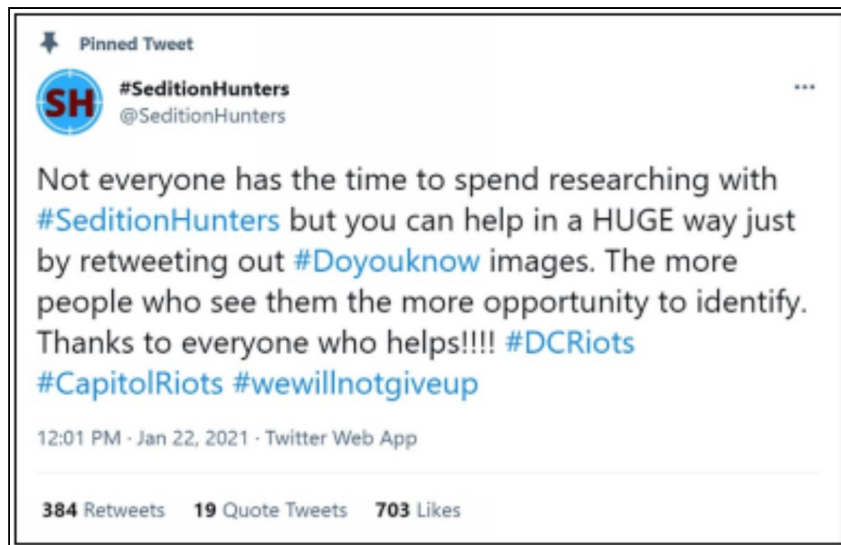 Pinned Tweet
SH
#SeditionHunters
@SeditionHunters
Not everyone has the time to spend researching with
#SeditionHunters but you can help in a HUGE way just
by retweeting out #Doyouknow images. The more
people who see them the more opportunity to identify.
Thanks to everyone who helps!!!! #DCRiots
#CapitolRiots #wewillnotgiveup
12:01 PM · Jan 22, 2021 · Twitter Web App
384 Retweets 19 Quote Tweets 703 Likes